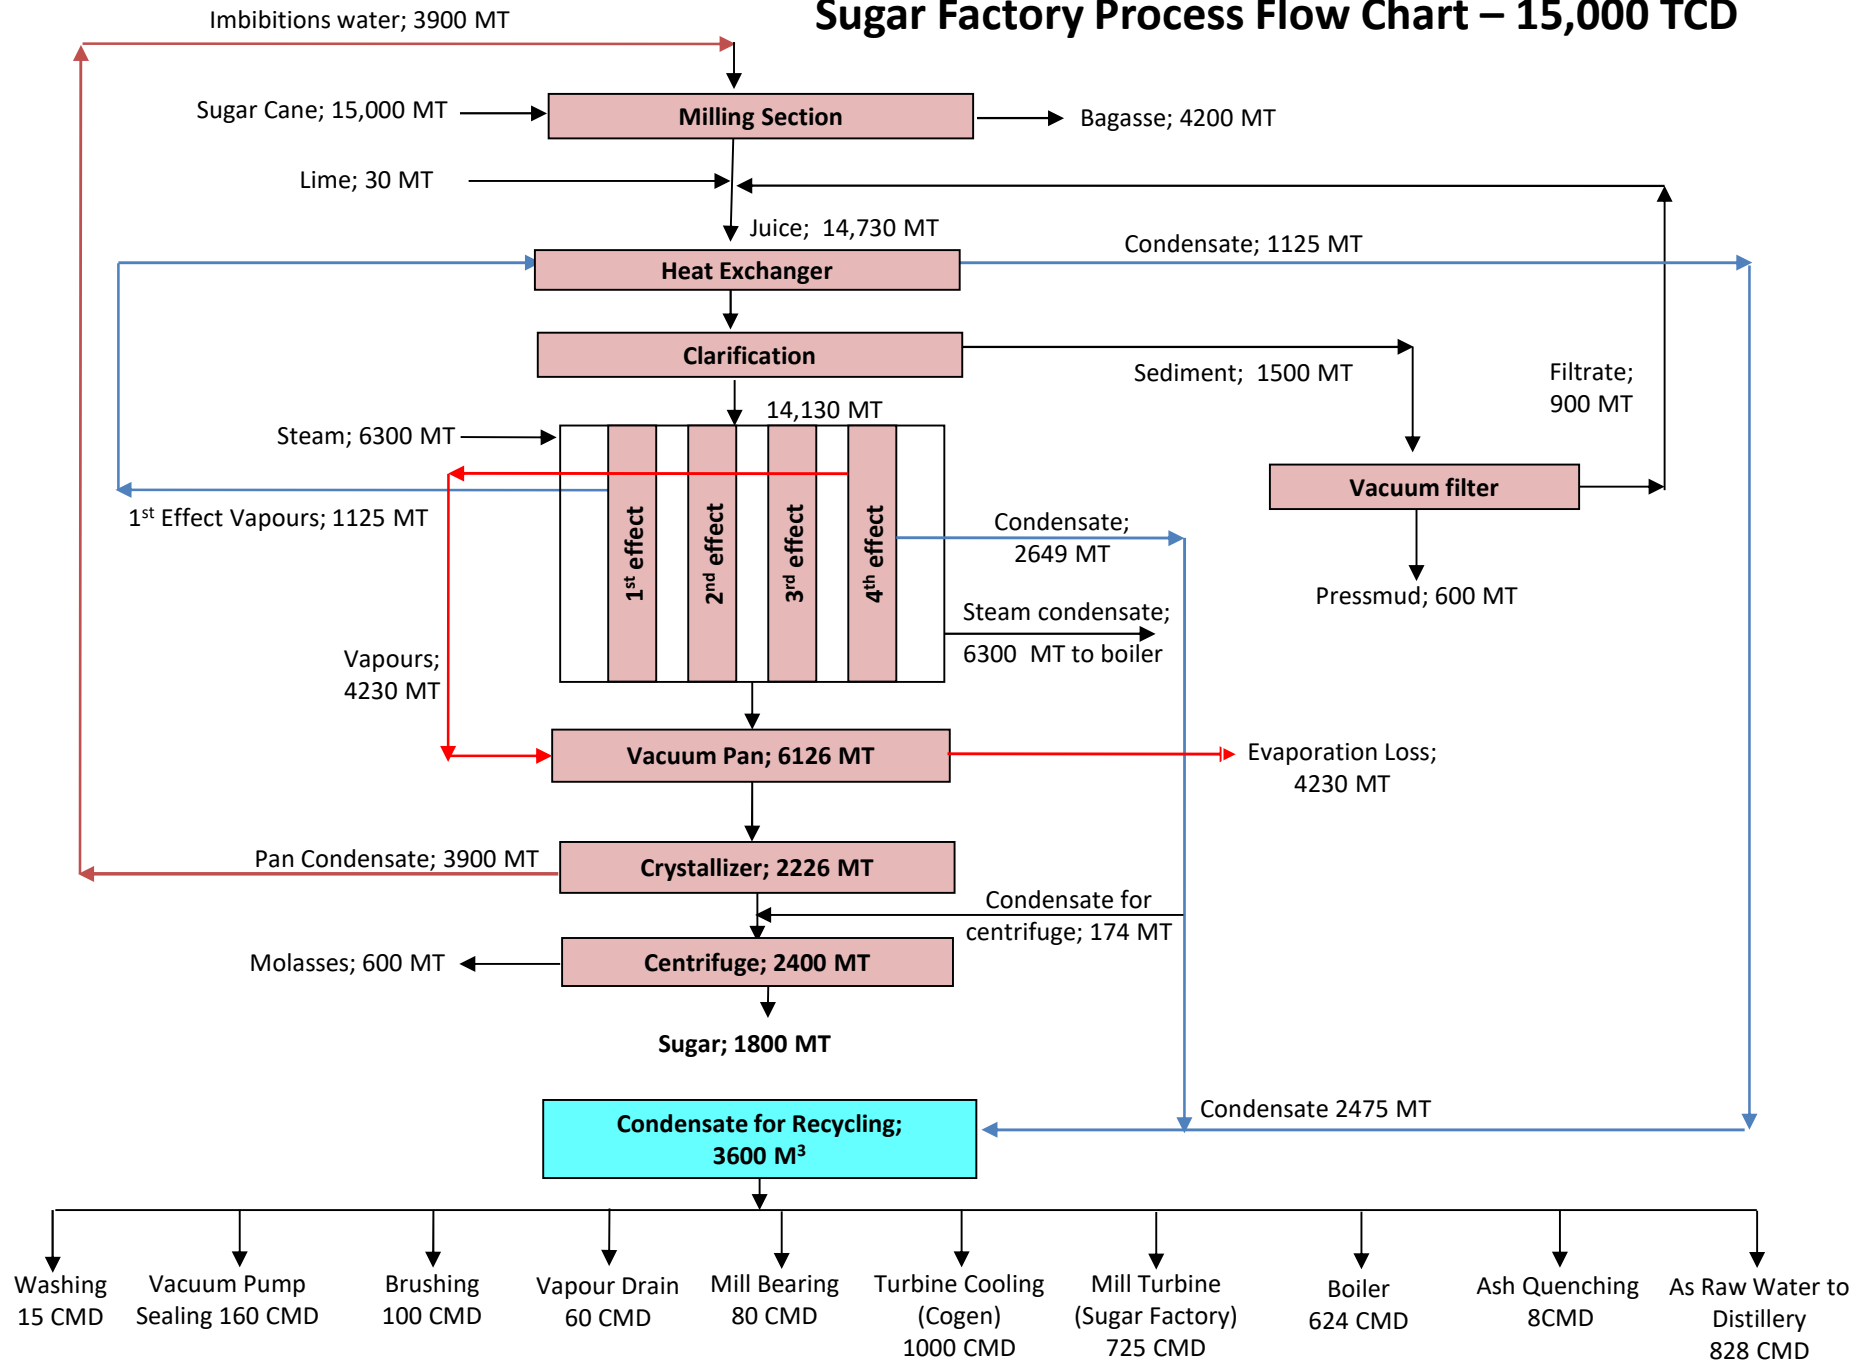 Sugar Factory Process Flow Chart – 15,000 TCD
Imbibitions water; 3900 MT
Sugar Cane; 15,000 MT
Milling Section
Bagasse; 4200 MT
Lime; 30 MT
Juice;  14,730 MT
Condensate; 1125 MT
Heat Exchanger
Clarification
Sediment;  1500 MT
Filtrate;
900 MT
14,130 MT
Steam; 6300 MT
Vacuum filter
1st Effect Vapours; 1125 MT
1st effect
2nd effect
3rd effect
4th effect
Condensate;
2649 MT
Pressmud; 600 MT
Steam condensate;
6300  MT to boiler
Vapours;
4230 MT
Vacuum Pan; 6126 MT
Evaporation Loss;
4230 MT
Pan Condensate; 3900 MT
Crystallizer; 2226 MT
Condensate for
centrifuge; 174 MT
Molasses; 600 MT
Centrifuge; 2400 MT
Sugar; 1800 MT
Condensate for Recycling;
3600 M³
Condensate 2475 MT
Washing
15 CMD
Vacuum Pump
Sealing 160 CMD
Brushing
100 CMD
Vapour Drain
60 CMD
Mill Bearing
80 CMD
Turbine Cooling
(Cogen)
1000 CMD
Mill Turbine
(Sugar Factory)
725 CMD
Boiler
624 CMD
Ash Quenching
8CMD
As Raw Water to
Distillery
828 CMD